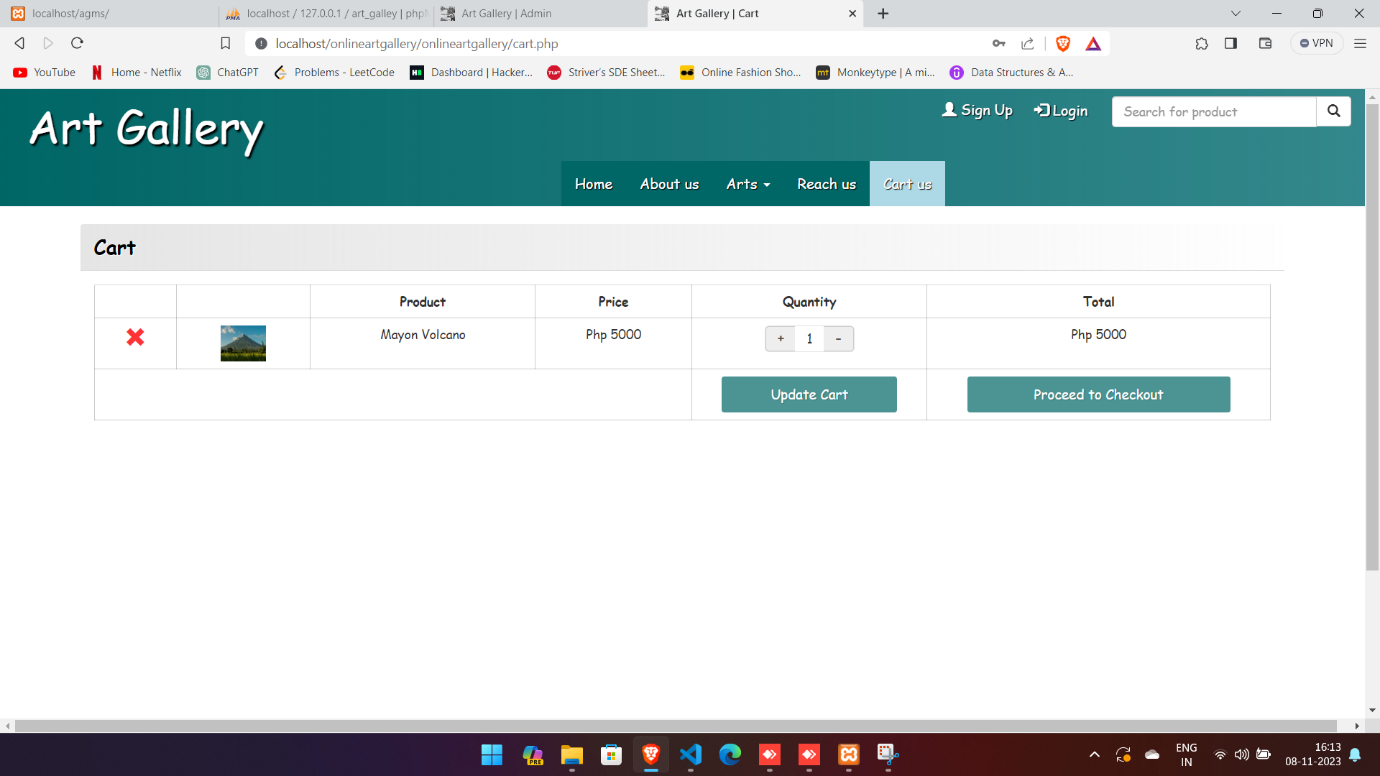 localhost/agms/
localhost / 127.0.0.1 / art_galley | php
Art Gallery | Admin
Art Gallery | Cart
localhost/onlineartgallery/onlineartgallery/cart.php
VPN
YouTube
Home - Netflix
ChatGPT
Problems - LeetCode
Dashboard | Hacker...
Striver's SDE Sheet...
Online Fashion Sho...
Monkeytype | A mi...
Data Structures & A...
Art Gallery
Sign Up
Login
Search for product
Home
About us
Arts
Reach us
Cart us
Cart
Product Price Quantity Total
Mayon Volcano Php 5000 + 1 - Php 5000
Update Cart
Proceed to Checkout
PRE
ENG
IN
16:13
08-11-2023